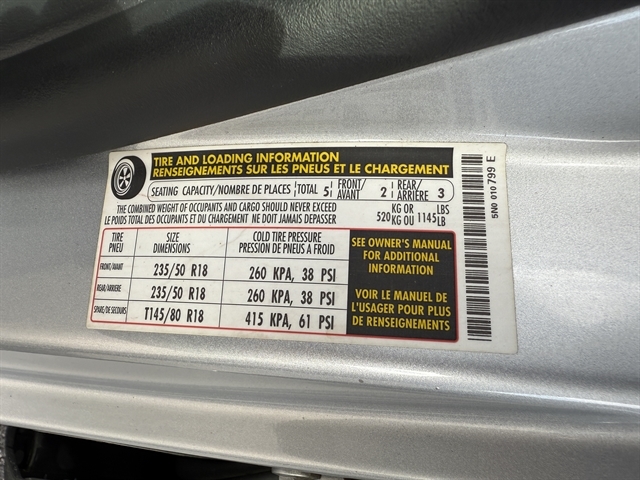 TIRE AND LOADING INFORMATION
RENSEIGNEMENTS SUR LES PNEUS ET LE CHARGEMENT
SEATING CAPACITY/NOMBRE DE PLACES TOTAL 5 FRONT/AVANT 2 REAR/ARRIÈRE 3
THE COMBINED WEIGHT OF OCCUPANTS AND CARGO SHOULD NEVER EXCEED
LE POIDS TOTAL DES OCCUPANTS ET DU CHARGEMENT NE DOIT JAMAIS DEPASSER
520 KG OR 1145 LBS
KG OU LB
TIRE PNEU
SIZE DIMENSIONS
COLD TIRE PRESSURE
PRESSION DE PNEUS A FROID
FRONT/AVANT 235/50 R18 260 KPA, 38 PSI
REAR/ARRIERE 235/50 R18 260 KPA, 38 PSI
SPARE/DE SECOURS T145/80 R18 415 KPA, 61 PSI
SEE OWNER'S MANUAL
FOR ADDITIONAL
INFORMATION
VOIR LE MANUEL DE
L'USAGER POUR PLUS
DE RENSEIGNEMENTS
5N0 010 799 E